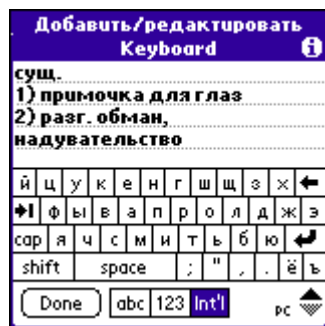 Добавить/редактировать
Keyboard
сущ.
1) примочка для глаз
2) разг. обман,
надувательство
й ц у к е н г ш щ з х
ф ы в а п р о л д ж э
cap я ч с м и т ь б ю
shift space ; " , . ё ъ
Done abc 123 Int'l PC